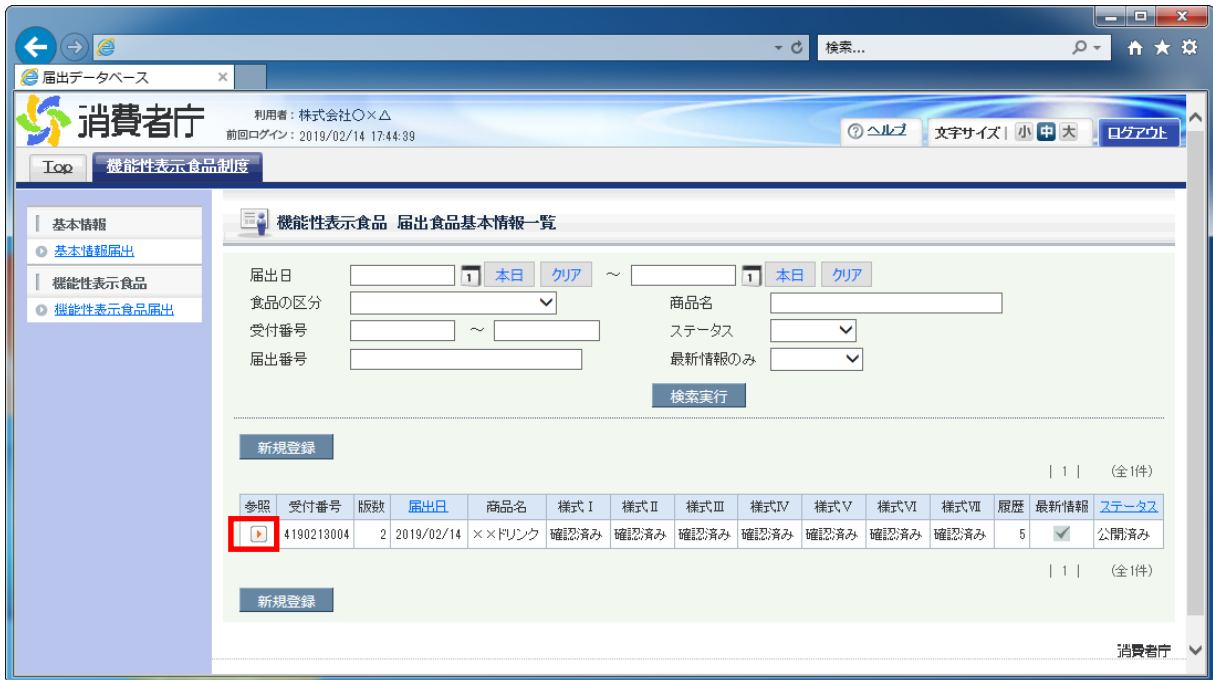 検索...
届出データベース
消費者庁
利用者：株式会社○×△
前回ログイン：2019/02/14 17:44:39
ヘルプ 文字サイズ| 小 中 大 ログアウト
Top 機能性表示食品制度
基本情報
基本情報届出
機能性表示食品
機能性表示食品届出
機能性表示食品 届出食品基本情報一覧
届出日 1 本日 クリア ～ 1 本日 クリア
食品の区分 商品名
受付番号 ～ ステータス
届出番号 最新情報のみ
検索実行
新規登録
| 1 | (全1件)
参照 受付番号 版数 届出日 商品名 様式Ⅰ 様式Ⅱ 様式Ⅲ 様式Ⅳ 様式Ⅴ 様式Ⅵ 様式Ⅶ 履歴 最新情報 ステータス
4190213004 2 2019/02/14 ××ドリンク 確認済み 確認済み 確認済み 確認済み 確認済み 確認済み 確認済み 5 公開済み
| 1 | (全1件)
新規登録
消費者庁